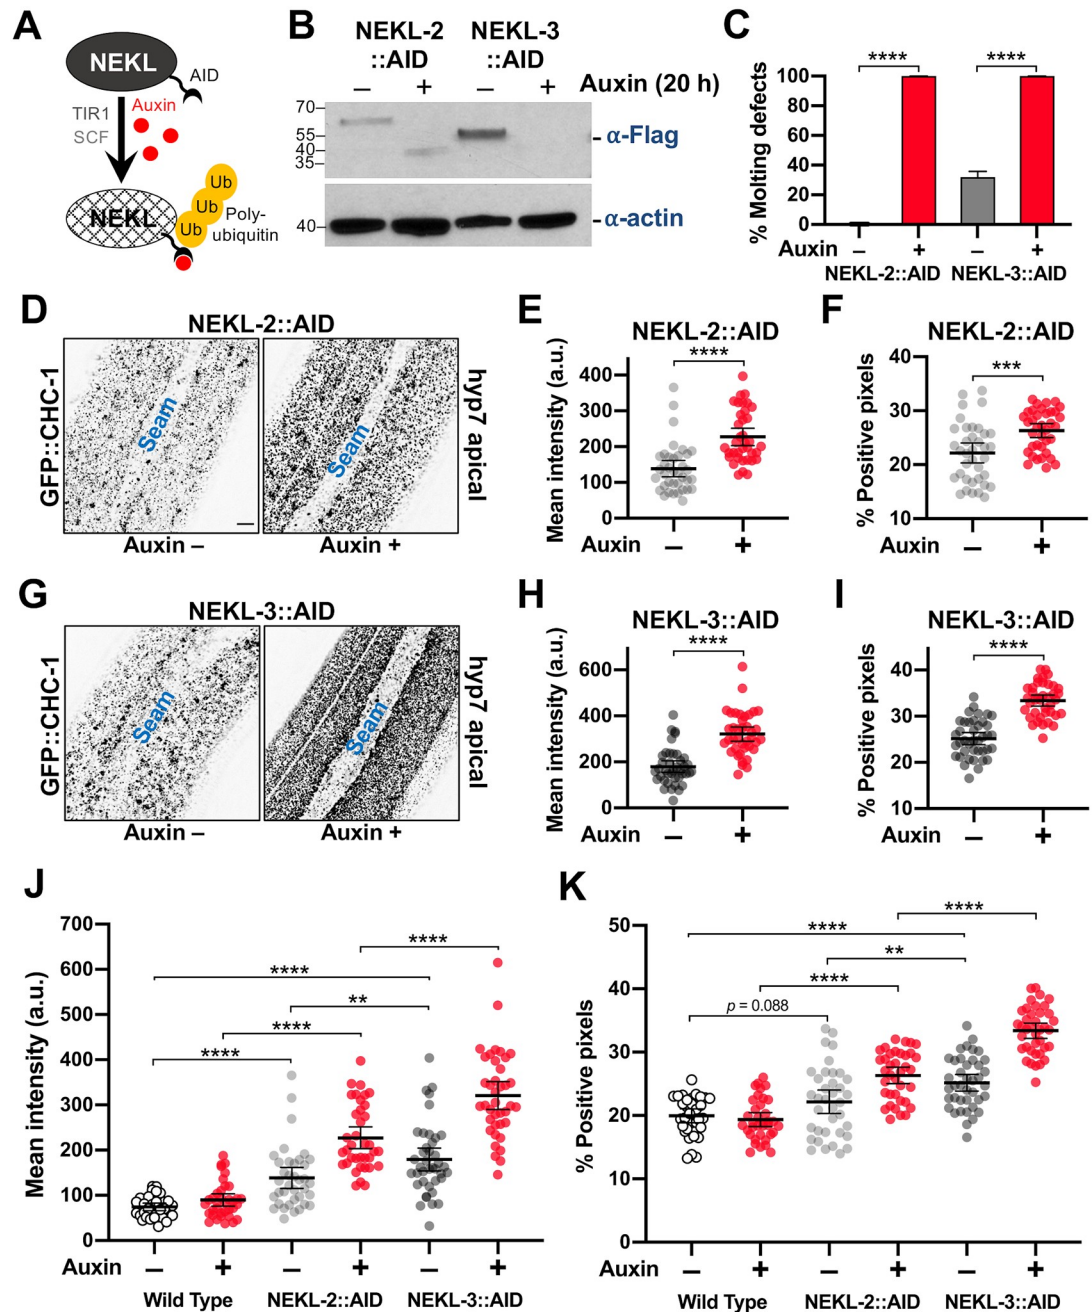 A
NEKL
AID
TIR1
SCF
Auxin
NEKL
Ub
Ub
Ub
Poly-
ubiquitin
B
NEKL-2 NEKL-3
::AID ::AID
– + – + Auxin (20 h)
70–
55–
40–
35–
- α-Flag
40–
-α-actin
C
**** ****
% Molting defects
100
80
60
40
20
0
Auxin – + – +
NEKL-2::AID NEKL-3::AID
D
NEKL-2::AID
GFP::CHC-1
Seam
Seam
hyp7 apical
Auxin – Auxin +
E
NEKL-2::AID
****
Mean intensity (a.u.)
400
300
200
100
0
Auxin – +
F
NEKL-2::AID
***
% Positive pixels
40
30
20
10
Auxin – +
G
NEKL-3::AID
GFP::CHC-1
Seam
Seam
hyp7 apical
Auxin – Auxin +
H
NEKL-3::AID
****
Mean intensity (a.u.)
600
400
200
0
Auxin – +
I
NEKL-3::AID
****
% Positive pixels
40
30
20
10
Auxin – +
J
Mean intensity (a.u.)
700
600
500
400
300
200
100
0
****
****
**
****
****
Auxin – + – + – +
Wild Type NEKL-2::AID NEKL-3::AID
K
% Positive pixels
50
40
30
20
10
0
****
****
**
****
p = 0.088
Auxin – + – + – +
Wild Type NEKL-2::AID NEKL-3::AID